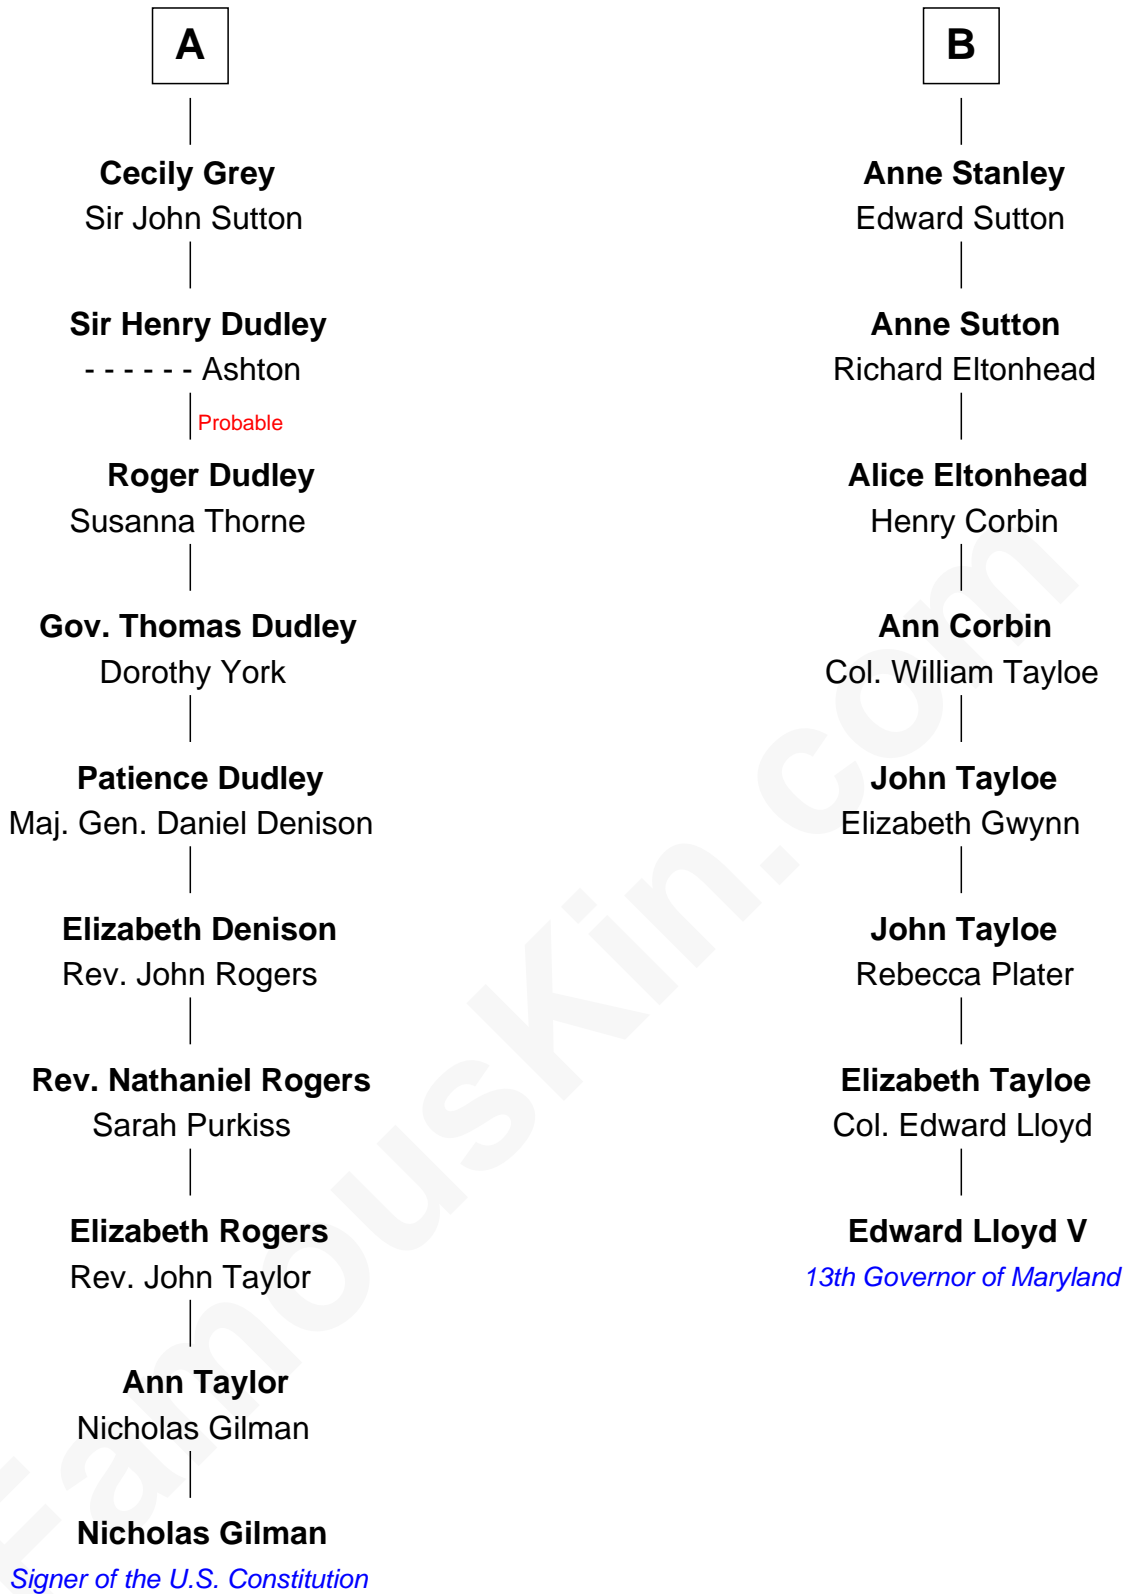 A
Cecily Grey
Sir John Sutton
Sir Henry Dudley
- - - - - - Ashton
Probable
Roger Dudley
Susanna Thorne
Gov. Thomas Dudley
Dorothy York
Patience Dudley
Maj. Gen. Daniel Denison
Elizabeth Denison
Rev. John Rogers
Rev. Nathaniel Rogers
Sarah Purkiss
Elizabeth Rogers
Rev. John Taylor
Ann Taylor
Nicholas Gilman
Nicholas Gilman
Signer of the U.S. Constitution
B
Anne Stanley
Edward Sutton
Anne Sutton
Richard Eltonhead
Alice Eltonhead
Henry Corbin
Ann Corbin
Col. William Tayloe
John Tayloe
Elizabeth Gwynn
John Tayloe
Rebecca Plater
Elizabeth Tayloe
Col. Edward Lloyd
Edward Lloyd V
13th Governor of Maryland
FamousKin.com